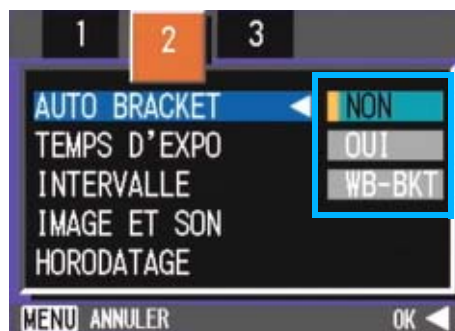 1 2 3
AUTO BRACKET NON
TEMPS D'EXPO OUI
INTERVALLE WB-BKT
IMAGE ET SON
HORODATAGE
MENU ANNULER OK